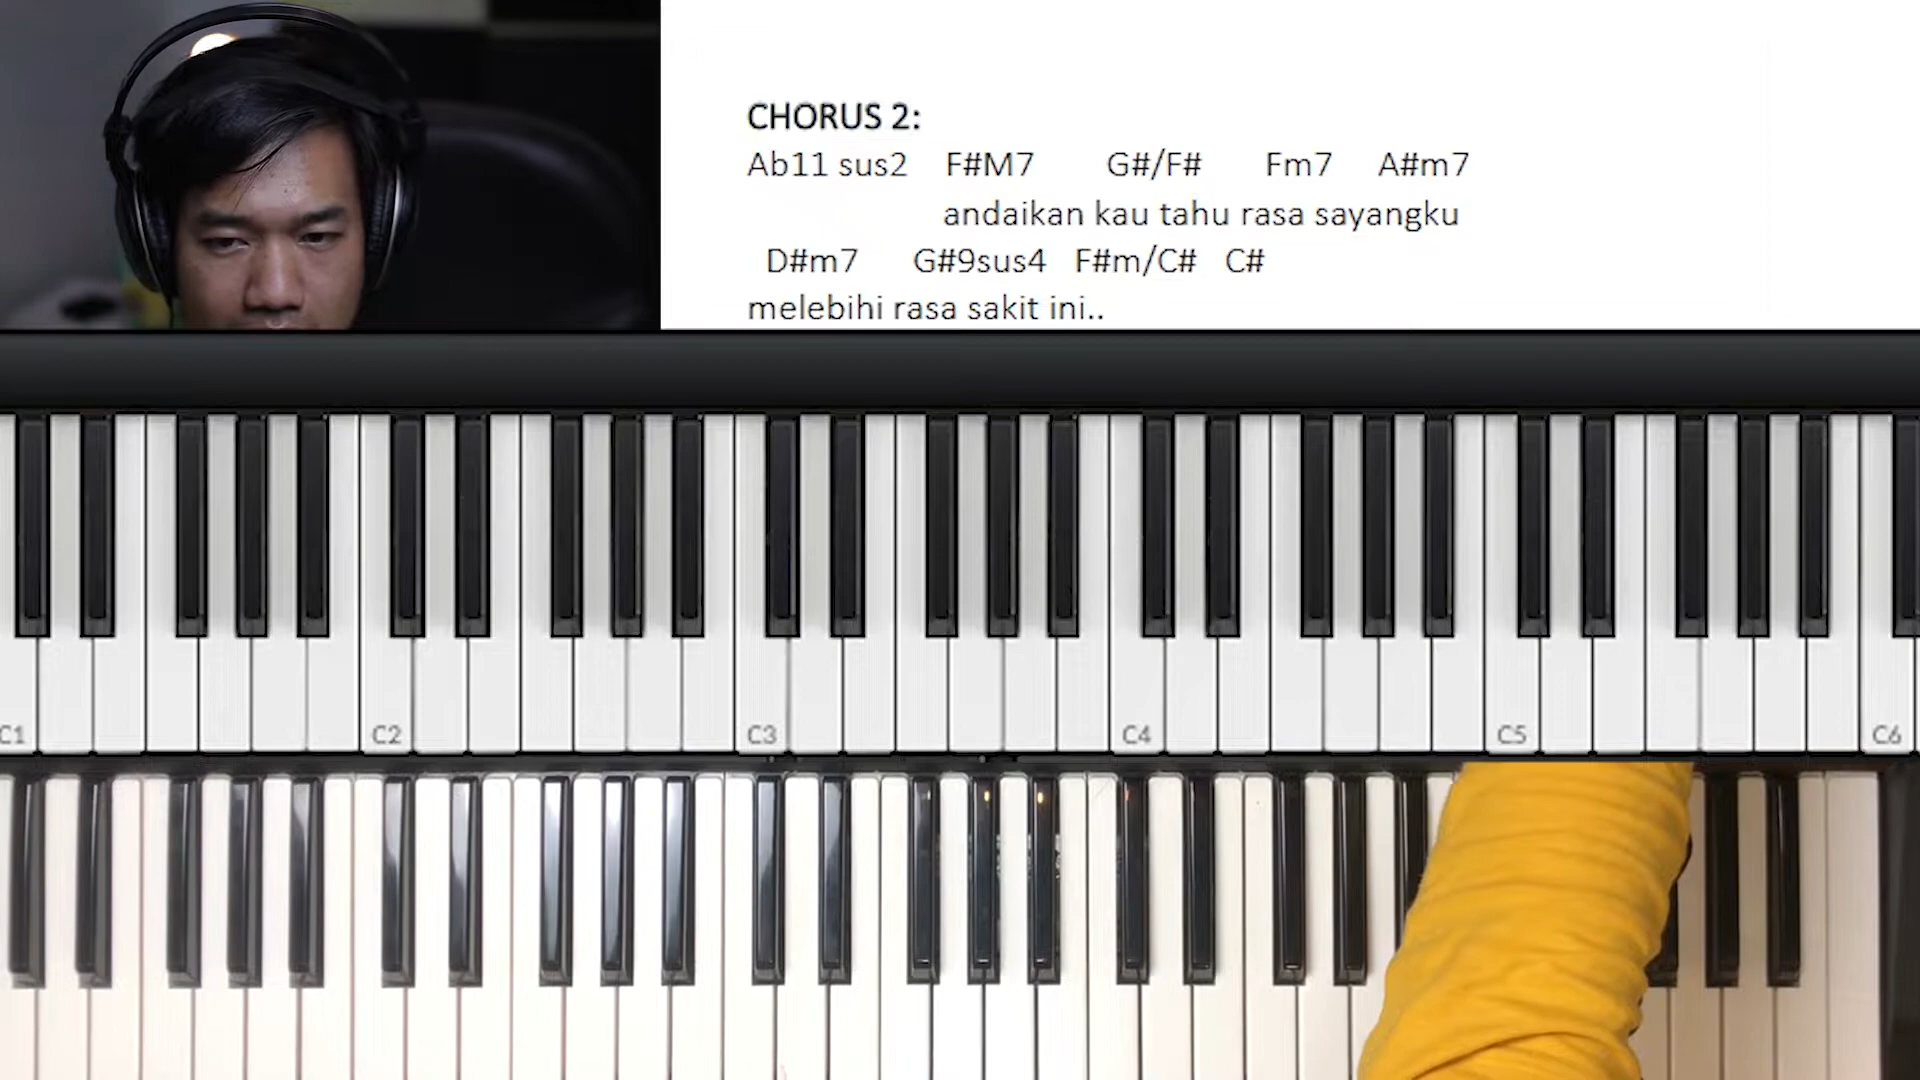 CHORUS 2:
Ab11 sus2 F#M7 G#/F# Fm7 A#m7
andaikan kau tahu rasa sayangku
D#m7 G#9sus4 F#m/C# C#
melebihi rasa sakit ini..
C1 C2 C3 C4 C5 C6